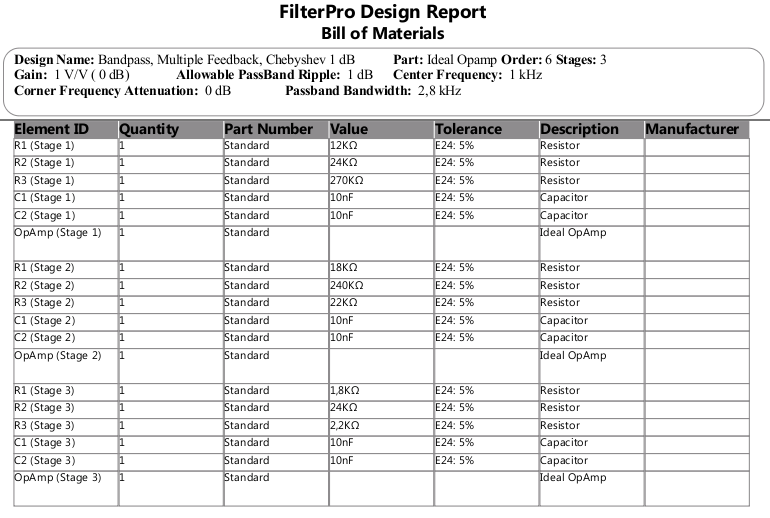 FilterPro Design Report
Bill of Materials
Design Name: Bandpass, Multiple Feedback, Chebyshev 1 dB Part: Ideal Opamp Order: 6 Stages: 3
Gain: 1 V/V ( 0 dB) Allowable PassBand Ripple: 1 dB Center Frequency: 1 kHz
Corner Frequency Attenuation: 0 dB Passband Bandwidth: 2,8 kHz
Element ID Quantity Part Number Value Tolerance Description Manufacturer
R1 (Stage 1) 1 Standard 12KΩ E24: 5% Resistor
R2 (Stage 1) 1 Standard 24KΩ E24: 5% Resistor
R3 (Stage 1) 1 Standard 270KΩ E24: 5% Resistor
C1 (Stage 1) 1 Standard 10nF E24: 5% Capacitor
C2 (Stage 1) 1 Standard 10nF E24: 5% Capacitor
OpAmp (Stage 1) 1 Standard Ideal OpAmp
R1 (Stage 2) 1 Standard 18KΩ E24: 5% Resistor
R2 (Stage 2) 1 Standard 240KΩ E24: 5% Resistor
R3 (Stage 2) 1 Standard 22KΩ E24: 5% Resistor
C1 (Stage 2) 1 Standard 10nF E24: 5% Capacitor
C2 (Stage 2) 1 Standard 10nF E24: 5% Capacitor
OpAmp (Stage 2) 1 Standard Ideal OpAmp
R1 (Stage 3) 1 Standard 1,8KΩ E24: 5% Resistor
R2 (Stage 3) 1 Standard 24KΩ E24: 5% Resistor
R3 (Stage 3) 1 Standard 2,2KΩ E24: 5% Resistor
C1 (Stage 3) 1 Standard 10nF E24: 5% Capacitor
C2 (Stage 3) 1 Standard 10nF E24: 5% Capacitor
OpAmp (Stage 3) 1 Standard Ideal OpAmp